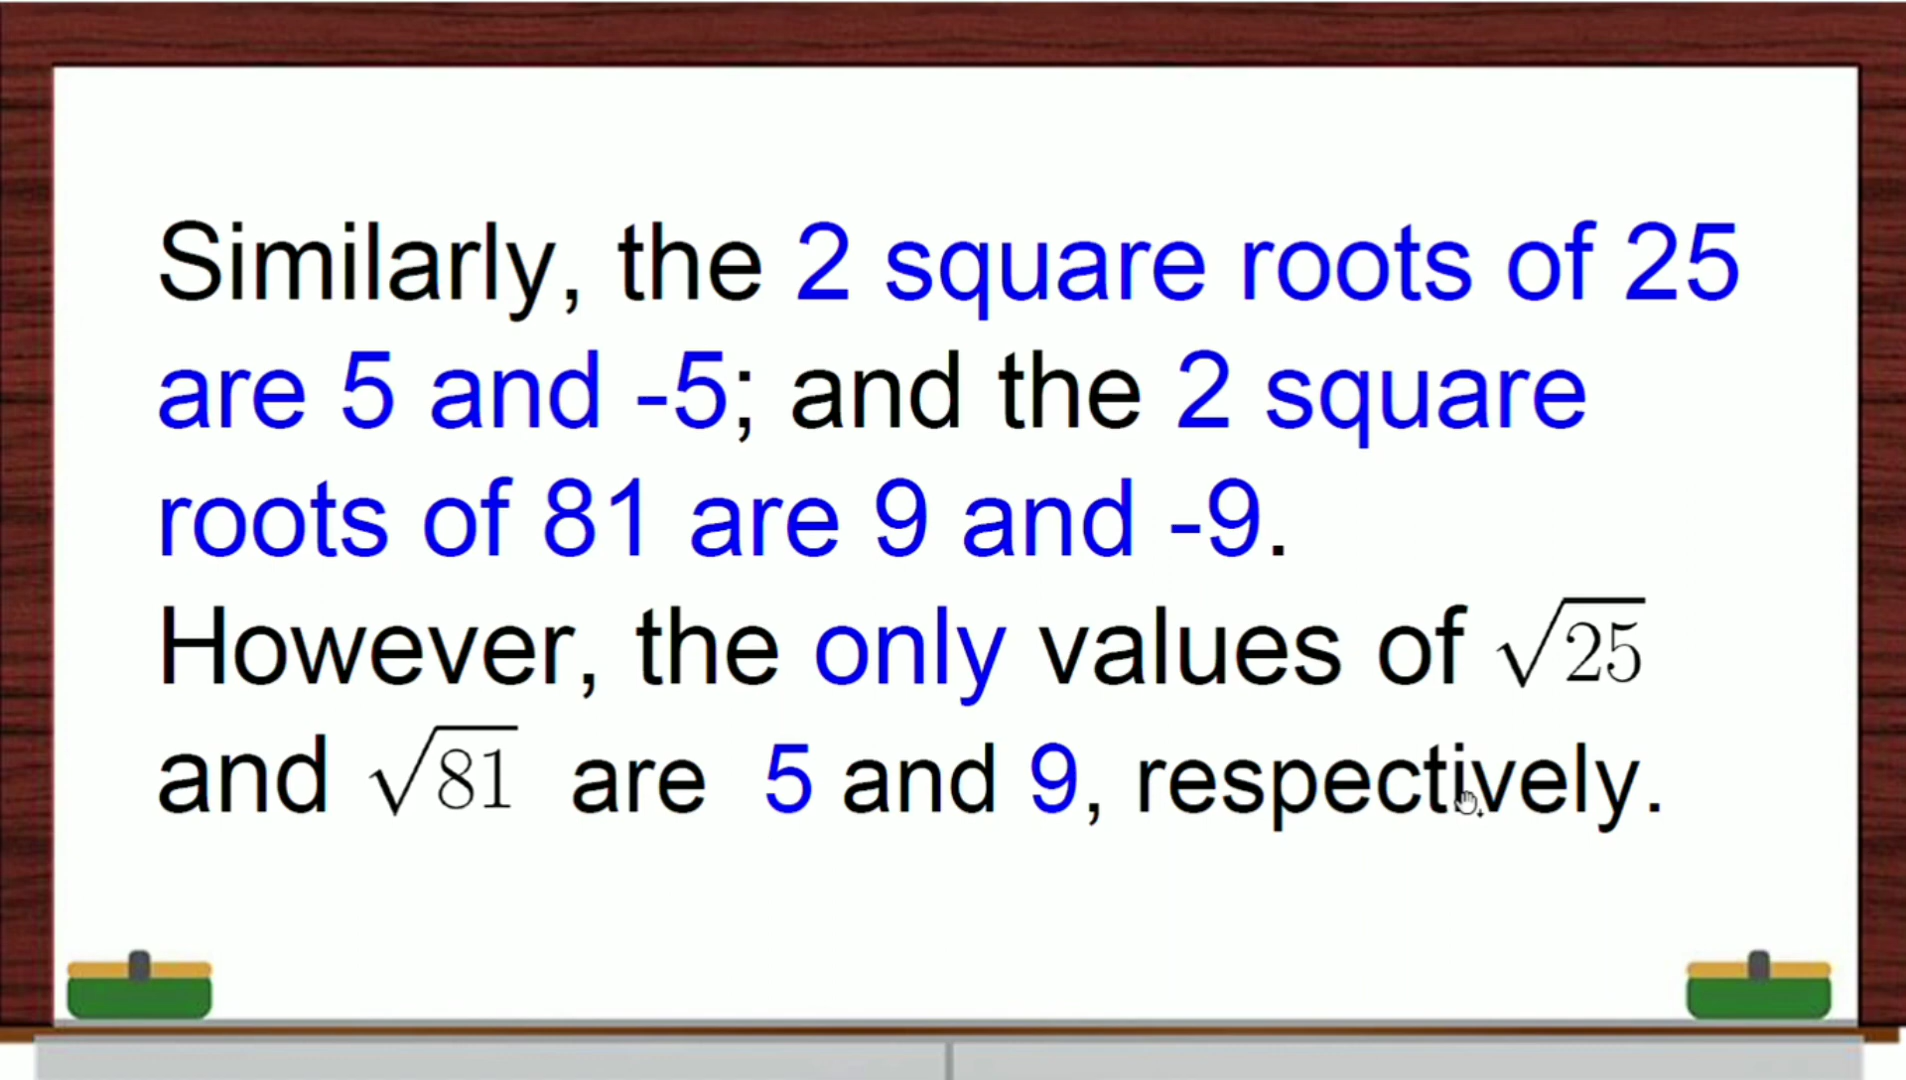 Similarly, the 2 square roots of 25
are 5 and -5; and the 2 square
roots of 81 are 9 and -9.
However, the only values of √25
and √81 are 5 and 9, respectively.